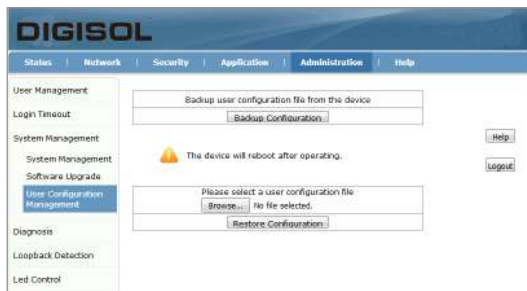 DIGISOL
Status | Network | Security | Application | Administration | Help
User Management
Login Timeout
System Management
System Management
Software Upgrade
User Configuration
Management
Diagnosis
Loopback Detection
Led Control
Backup user configuration file from the device
Backup Configuration
The device will reboot after operating.
Please select a user configuration file
Browse... No file selected.
Restore Configuration
Help
Logout